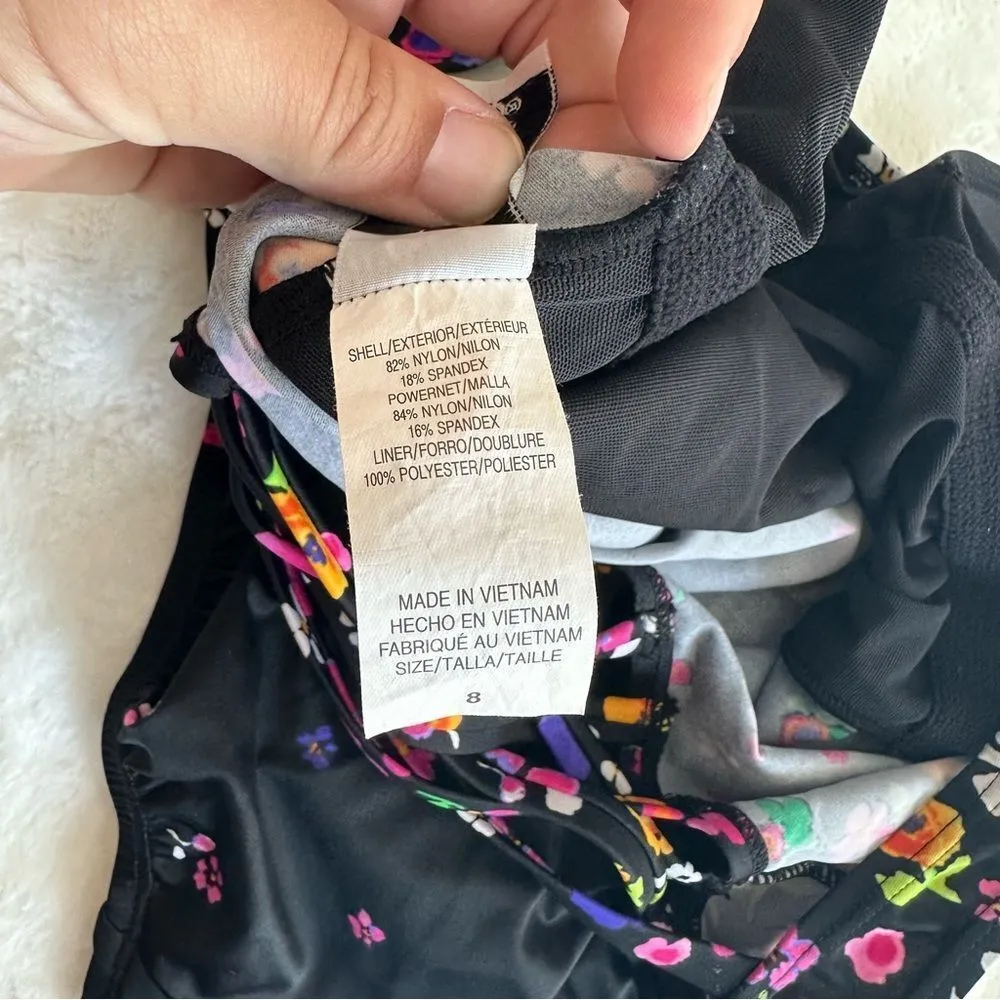 SHELL/EXTERIOR/EXTÉRIEUR
82% NYLON/NILON
18% SPANDEX
POWERNET/MALLA
84% NYLON/NILON
16% SPANDEX
LINER/FORRO/DOUBLURE
100% POLYESTER/POLIESTER
MADE IN VIETNAM
HECHO EN VIETNAM
FABRIQUÉ AU VIETNAM
SIZE/TALLA/TAILLE
8